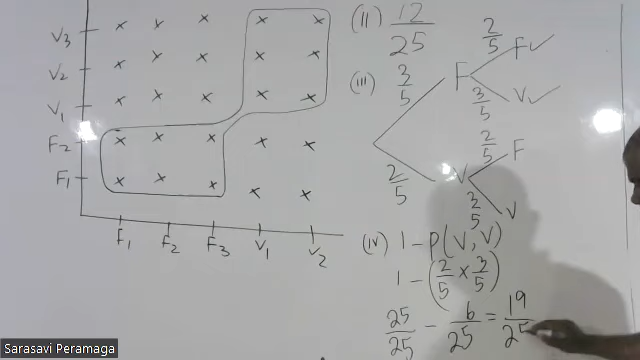 V3
V2
V1
F2
F1
F1 F2 F3 V1 V2
(ii) 12/25
(iii) 3/5 F 2/5 F ✓
3/5 V ✓
2/5 V 2/5 F
3/5 V
(iv) 1 - P(V, V)
1 - (2/5 × 3/5)
25/25 - 6/25 = 19/25
Sarasavi Peramaga